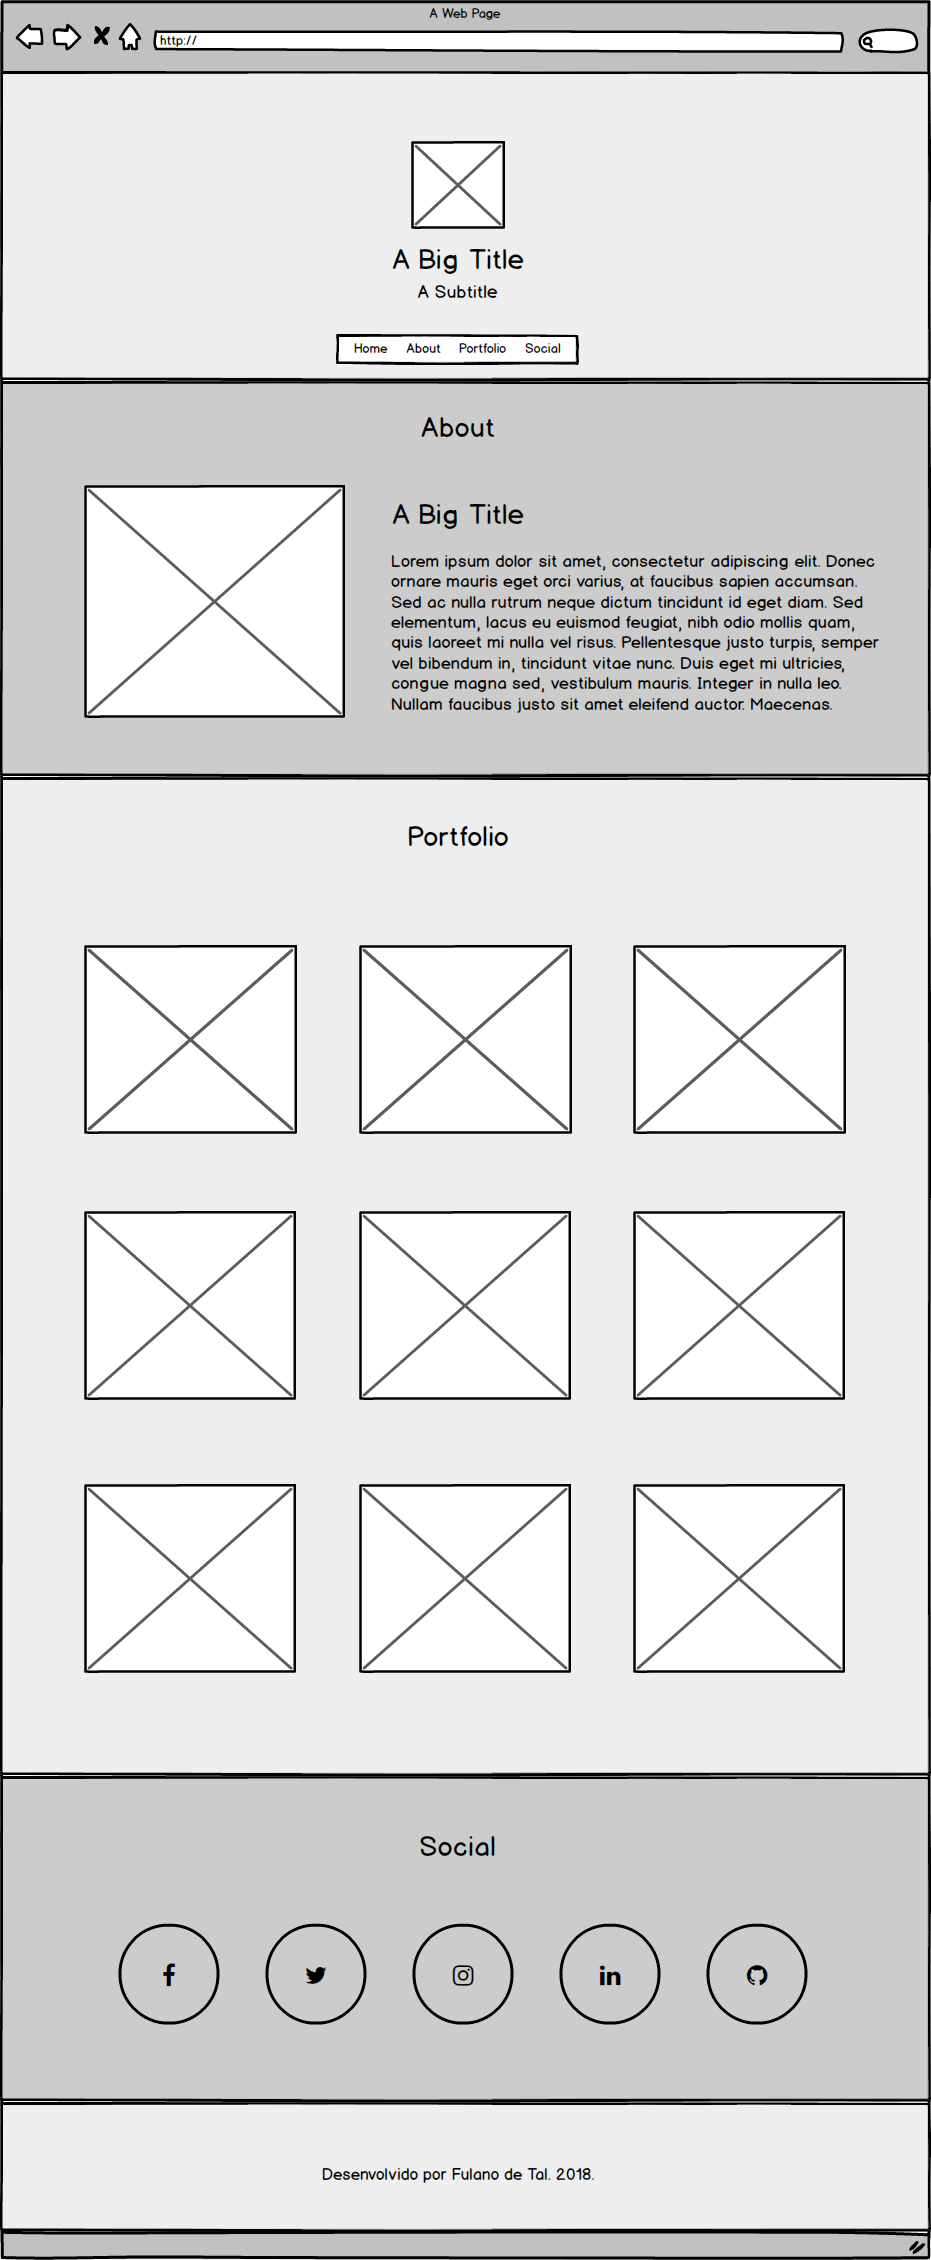 A Web Page
http://
A Big Title
A Subtitle
Home About Portfolio Social
About
A Big Title
Lorem ipsum dolor sit amet, consectetur adipiscing elit. Donec
ornare mauris eget orci varius, at faucibus sapien accumsan.
Sed ac nulla rutrum neque dictum tincidunt id eget diam. Sed
elementum, lacus eu euismod feugiat, nibh odio mollis quam,
quis laoreet mi nulla vel risus. Pellentesque justo turpis, semper
vel bibendum in, tincidunt vitae nunc. Duis eget mi ultricies,
congue magna sed, vestibulum mauris. Integer in nulla leo.
Nullam faucibus justo sit amet eleifend auctor. Maecenas.
Portfolio
Social
Desenvolvido por Fulano de Tal. 2018.